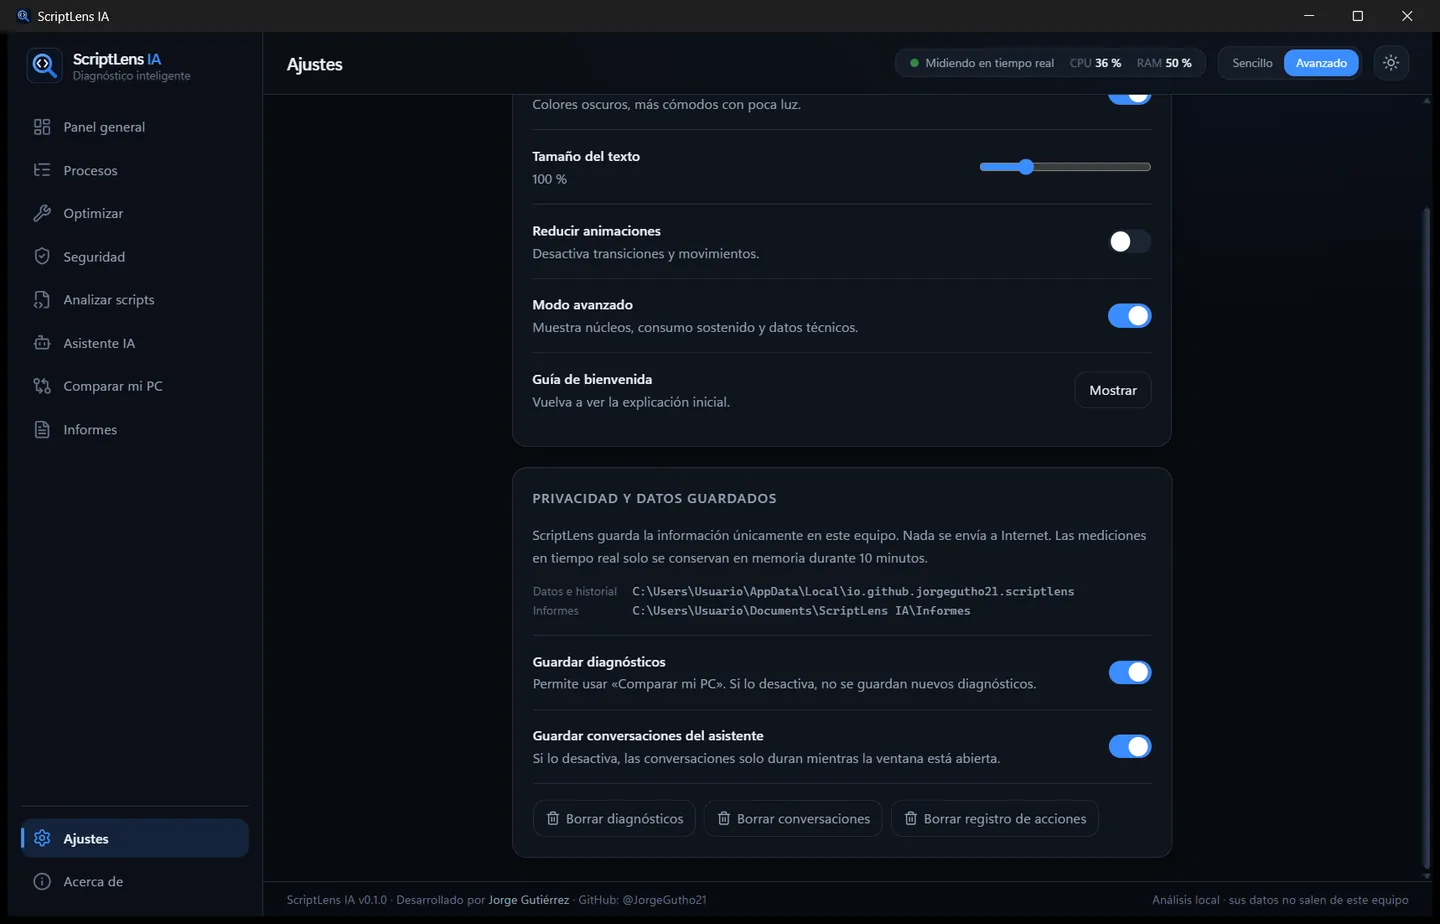 ScriptLens IA
ScriptLens IA
Diagnóstico inteligente
Panel general
Procesos
Optimizar
Seguridad
Analizar scripts
Asistente IA
Comparar mi PC
Informes
Ajustes
Acerca de
Ajustes
Midiendo en tiempo real CPU 36 % RAM 50 %
Sencillo Avanzado
Colores oscuros, más cómodos con poca luz.
Tamaño del texto
100 %
Reducir animaciones
Desactiva transiciones y movimientos.
Modo avanzado
Muestra núcleos, consumo sostenido y datos técnicos.
Guía de bienvenida
Vuelva a ver la explicación inicial.
Mostrar
PRIVACIDAD Y DATOS GUARDADOS
ScriptLens guarda la información únicamente en este equipo. Nada se envía a Internet. Las mediciones
en tiempo real solo se conservan en memoria durante 10 minutos.
Datos e historial C:\Users\Usuario\AppData\Local\io.github.jorgegutho21.scriptlens
Informes C:\Users\Usuario\Documents\ScriptLens IA\Informes
Guardar diagnósticos
Permite usar «Comparar mi PC». Si lo desactiva, no se guardan nuevos diagnósticos.
Guardar conversaciones del asistente
Si lo desactiva, las conversaciones solo duran mientras la ventana está abierta.
Borrar diagnósticos Borrar conversaciones Borrar registro de acciones
ScriptLens IA v0.1.0 · Desarrollado por Jorge Gutiérrez · GitHub: @JorgeGutho21
Análisis local · sus datos no salen de este equipo